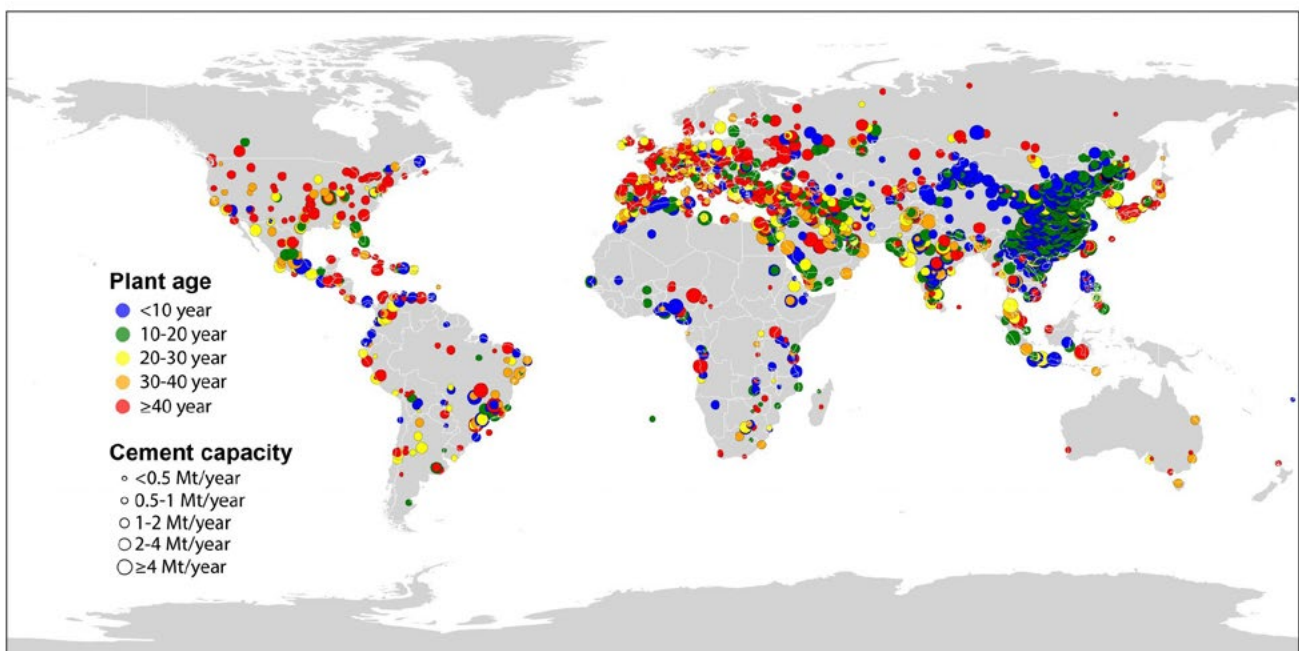 Plant age
<10 year
10-20 year
20-30 year
30-40 year
≥40 year
Cement capacity
<0.5 Mt/year
0.5-1 Mt/year
1-2 Mt/year
2-4 Mt/year
≥4 Mt/year